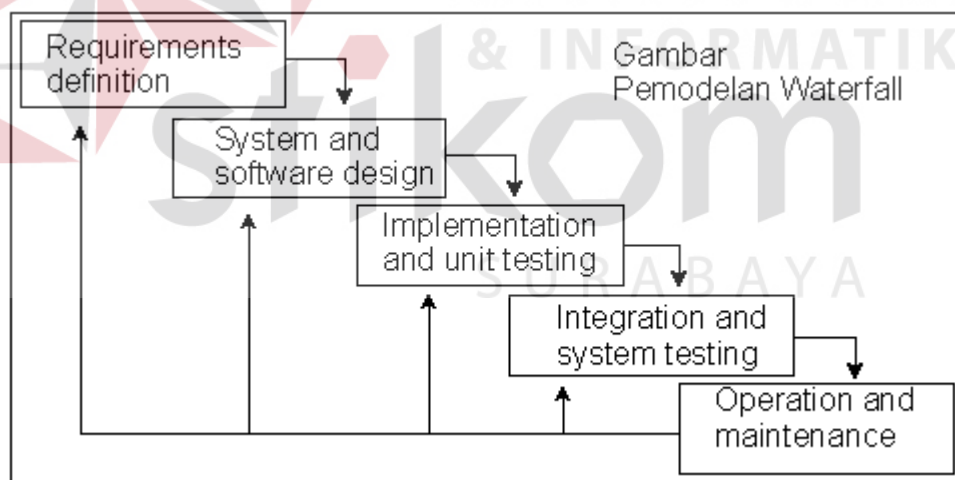 Requirements
definition
& INFORMATIK
Gambar
Pemodelan Waterfall
stikom
System and
software design
Implementation
and unit testing
SURABAYA
Integration and
system testing
Operation and
maintenance